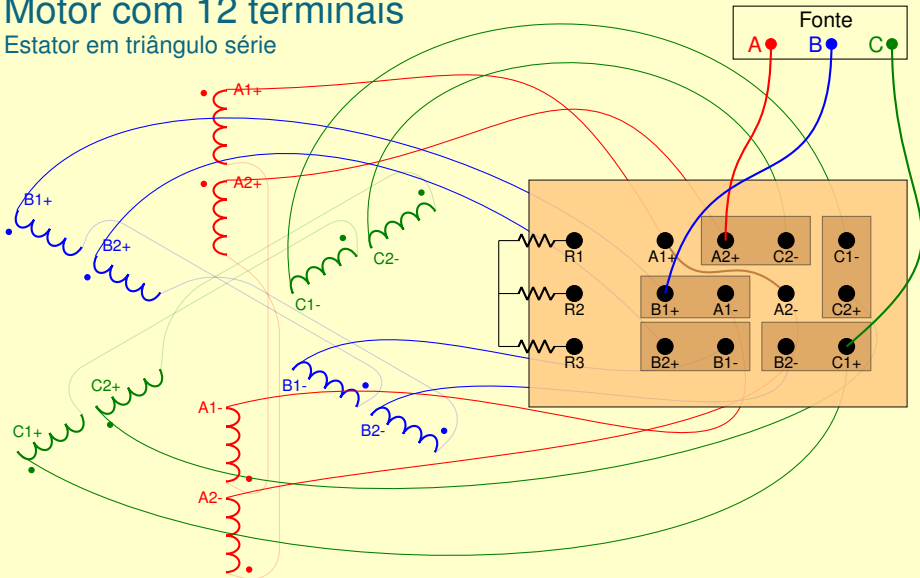 Motor com 12 terminais
Estator em triângulo série
Fonte
A B C
A1+
A2+
B1+
B2+
C2-
C1-
B1-
B2-
C2+
C1+
A1-
A2-
R1 A1+ A2+ C2- C1-
R2 B1+ A1- A2- C2+
R3 B2+ B1- B2- C1+